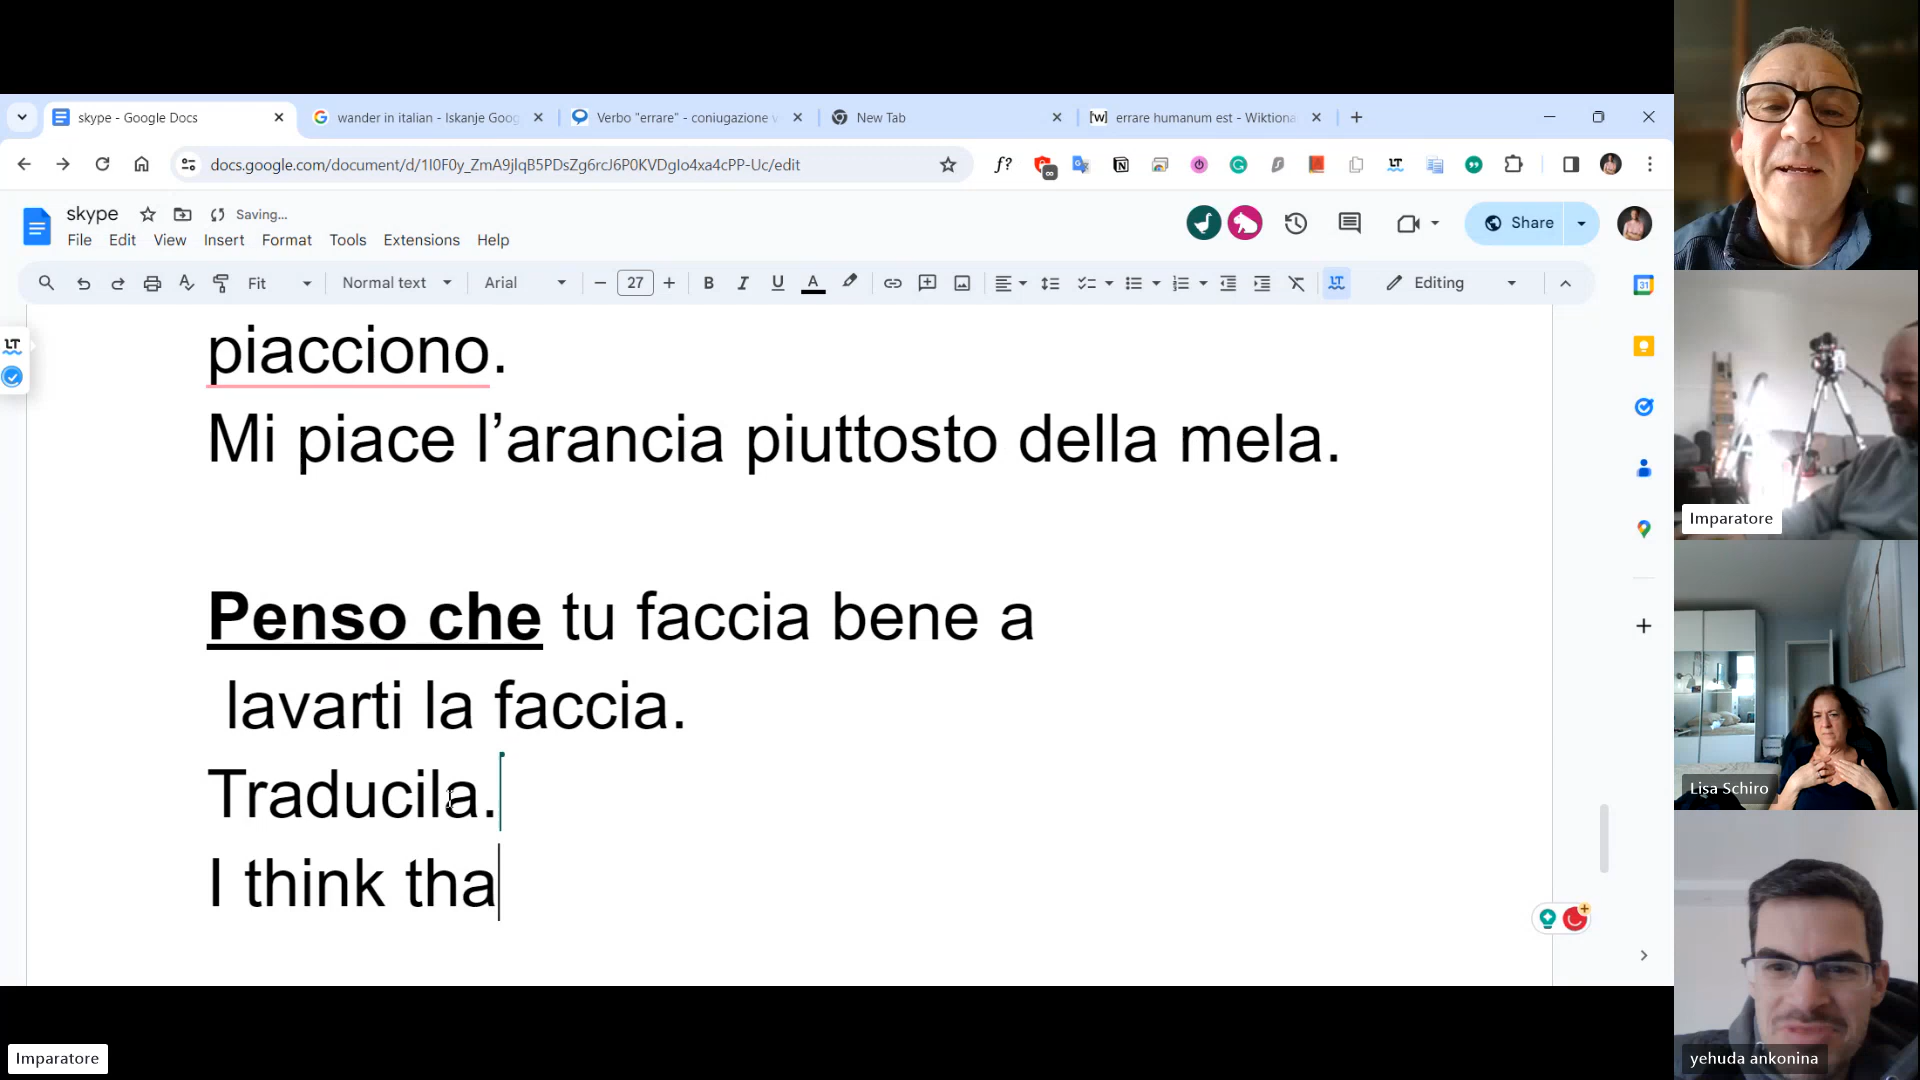 skype - Google Docs
wander in italian - Iskanje Goog
Verbo "errare" - coniugazione v
New Tab
errare humanum est - Wiktiona
docs.google.com/document/d/1I0F0y_ZmA9jlqB5PDsZg6rcJ6P0KVDgIo4xa4cPP-Uc/edit
skype
Saving...
File Edit View Insert Format Tools Extensions Help
Share
Fit
Normal text
Arial
27
Editing
piacciono.
Mi piace l’arancia piuttosto della mela.
Penso che tu faccia bene a
lavarti la faccia.
Traducila.
I think tha
Imparatore
Lisa Schiro
yehuda ankonina
Imparatore